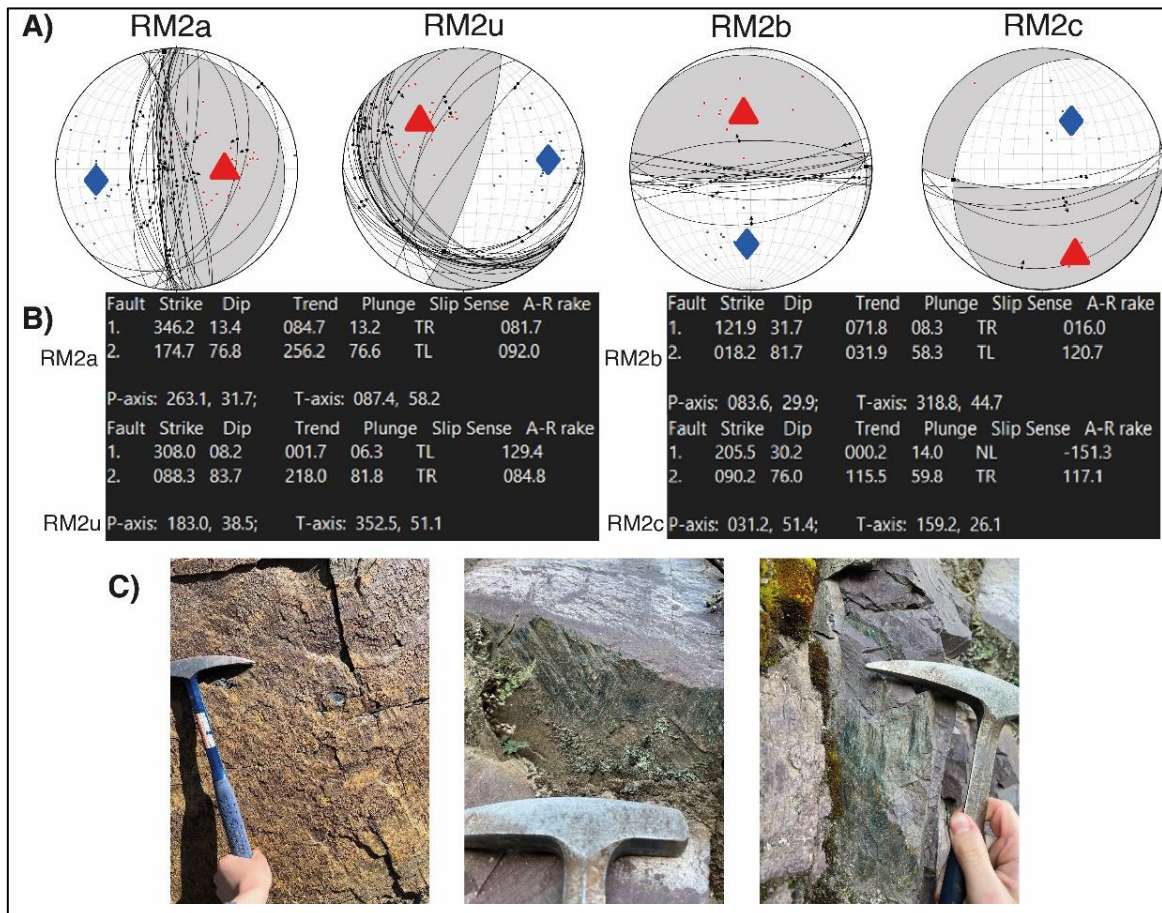 A) RM2a RM2u RM2b RM2c
B)
RM2a
Fault Strike Dip Trend Plunge Slip Sense A-R rake
1. 346.2 13.4 084.7 13.2 TR 081.7
2. 174.7 76.8 256.2 76.6 TL 092.0
P-axis: 263.1, 31.7; T-axis: 087.4, 58.2
RM2u
Fault Strike Dip Trend Plunge Slip Sense A-R rake
1. 308.0 08.2 001.7 06.3 TL 129.4
2. 088.3 83.7 218.0 81.8 TR 084.8
P-axis: 183.0, 38.5; T-axis: 352.5, 51.1
RM2b
Fault Strike Dip Trend Plunge Slip Sense A-R rake
1. 121.9 31.7 071.8 08.3 TR 016.0
2. 018.2 81.7 031.9 58.3 TL 120.7
P-axis: 083.6, 29.9; T-axis: 318.8, 44.7
RM2c
Fault Strike Dip Trend Plunge Slip Sense A-R rake
1. 205.5 30.2 000.2 14.0 NL -151.3
2. 090.2 76.0 115.5 59.8 TR 117.1
P-axis: 031.2, 51.4; T-axis: 159.2, 26.1
C)